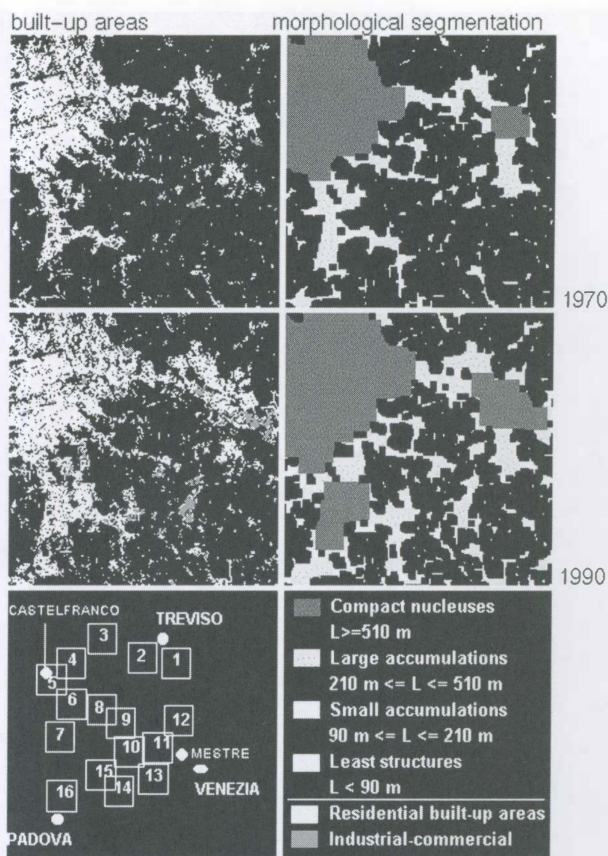 built-up areas
morphological segmentation
1970
1990
CASTELFRANCO
TREVISO
3
2
1
4
5
6
8
9
12
7
10
11
MESTRE
15
14
13
VENEZIA
16
PADOVA
Compact nucleuses
L>=510 m
Large accumulations
210 m <= L <= 510 m
Small accumulations
90 m <= L <= 210 m
Least structures
L < 90 m
Residential built-up areas
Industrial-commercial